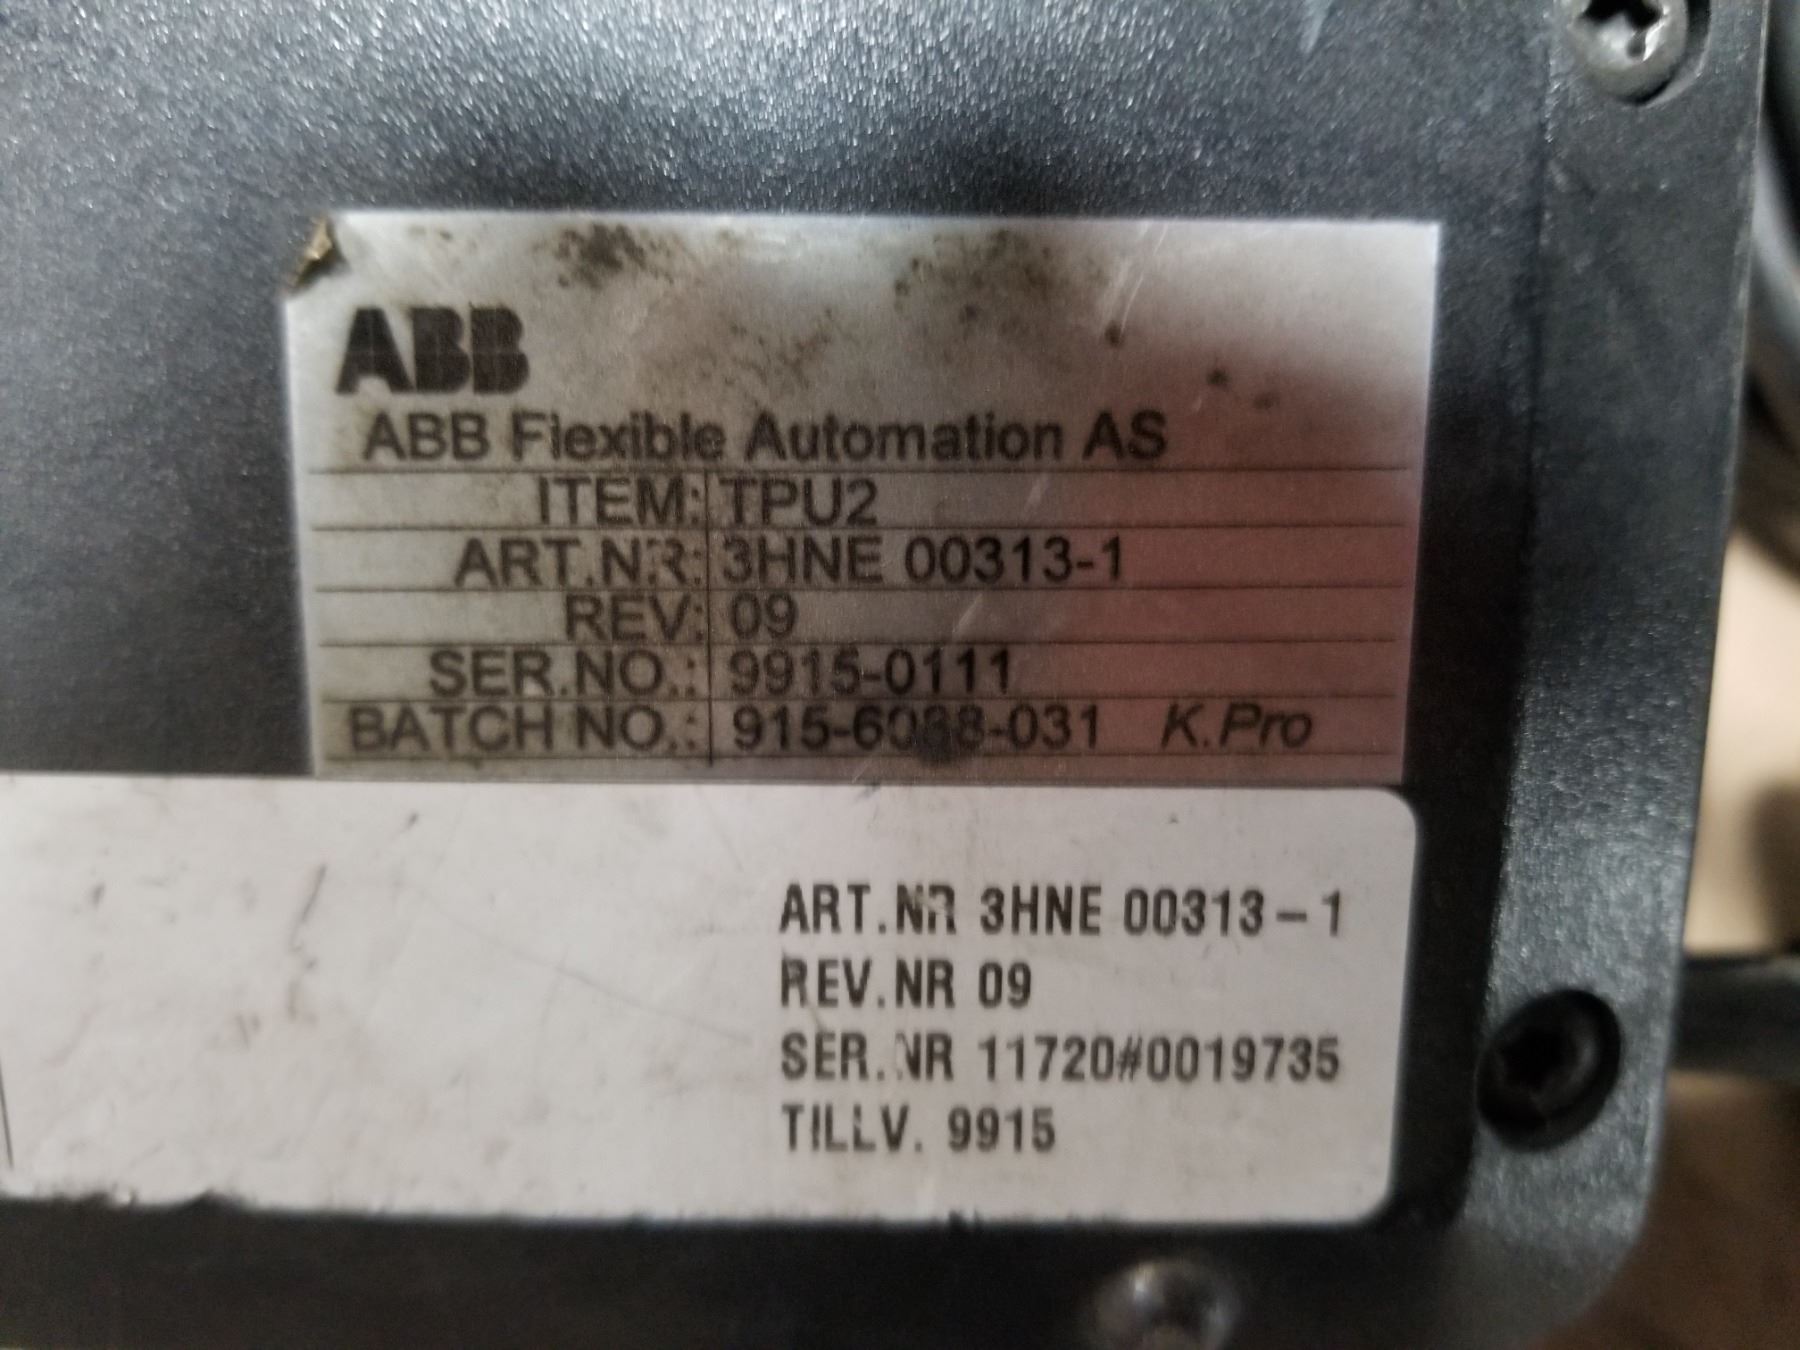 ABB
ABB Flexible Automation AS
ITEM: TPU2
ART.NR: 3HNE 00313-1
REV: 09
SER.NO.: 9915-0111
BATCH NO.: K.Pro
ART.NR 3HNE 00313-1
REV.NR 09
SER.NR 11720#0019735
TILLV. 9915